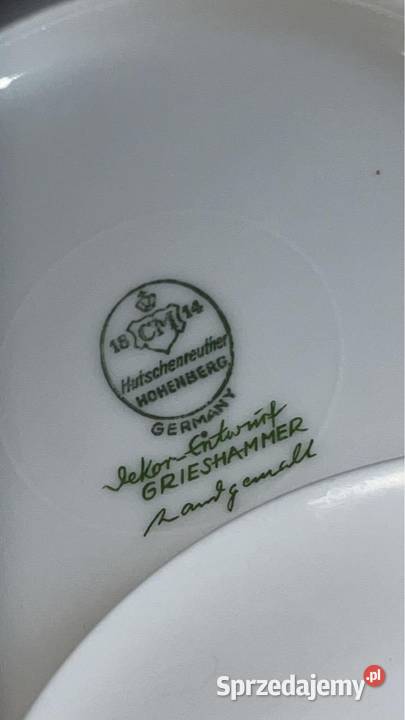 18 CM 14
Hutschenreuther
HOHENBERG
GERMANY
Dekor-Entwurf
GRIESHAMMER
handgemalt
Sprzedajemy.pl